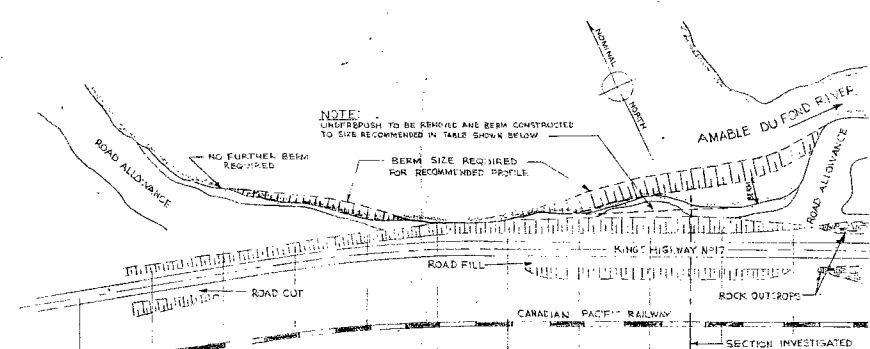 NOMINAL
NORTH
NOTE:
UNDERBRUSH TO BE REMOVED AND BERM CONSTRUCTED
TO SIZE RECOMMENDED IN TABLE SHOWN BELOW
AMABLE DU FOND RIVER
ROAD ALLOWANCE
NO FURTHER BERM
REQUIRED
BERM SIZE REQUIRED
FOR RECOMMENDED PROFILE
BERM
ROAD ALLOWANCE
KING'S HIGHWAY No 17
ROAD FILL
ROAD CUT
ROCK OUTCROPS
CANADIAN PACIFIC RAILWAY
SECTION INVESTIGATED